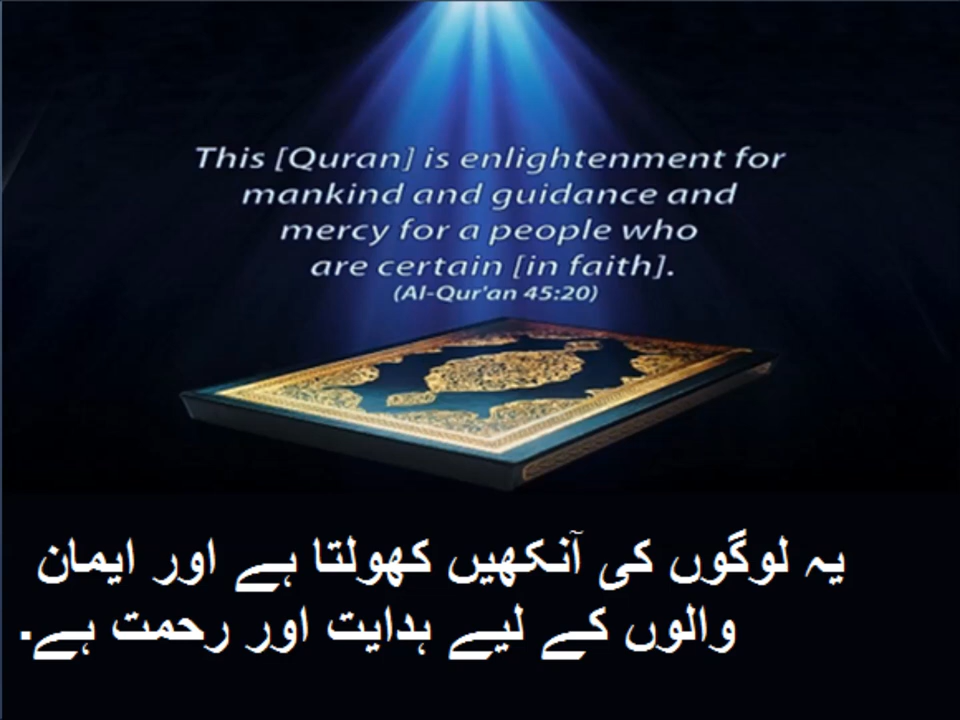 This [Quran] is enlightenment for
mankind and guidance and
mercy for a people who
are certain [in faith].
(Al-Qur'an 45:20)
یہ لوگوں کی آنکھیں کھولتا ہے اور ایمان
والوں کے لیے ہدایت اور رحمت ہے.